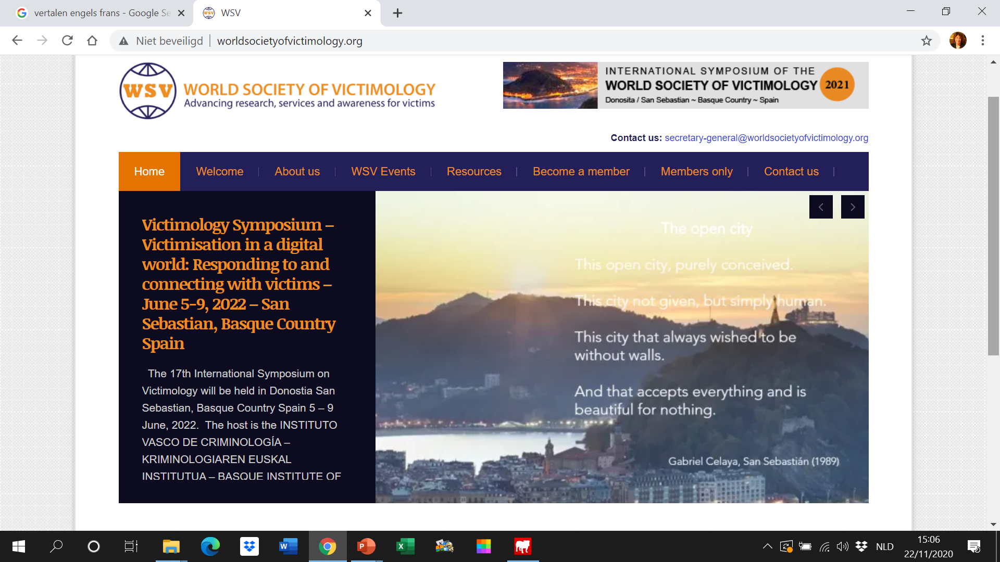 vertalen engels frans - Google Se
WSV
Niet beveiligd
worldsocietyofvictimology.org
WSV
WORLD SOCIETY OF VICTIMOLOGY
Advancing research, services and awareness for victims
INTERNATIONAL SYMPOSIUM OF THE
WORLD SOCIETY OF VICTIMOLOGY
2021
Donosita / San Sebastian ~ Basque Country ~ Spain
Contact us: secretary-general@worldsocietyofvictimology.org
Home
Welcome
About us
WSV Events
Resources
Become a member
Members only
Contact us
Victimology Symposium –
Victimisation in a digital
world: Responding to and
connecting with victims –
June 5-9, 2022 – San
Sebastian, Basque Country
Spain
The 17th International Symposium on
Victimology will be held in Donostia San
Sebastian, Basque Country Spain 5 – 9
June, 2022. The host is the INSTITUTO
VASCO DE CRIMINOLOGÍA –
KRIMINOLOGIAREN EUSKAL
INSTITUTUA – BASQUE INSTITUTE OF
The open city
This open city, purely conceived.
This city not given, but simply human.
This city that always wished to be
without walls.
And that accepts everything and is
beautiful for nothing.
Gabriel Celaya, San Sebastián (1989)
NLD
15:06
22/11/2020